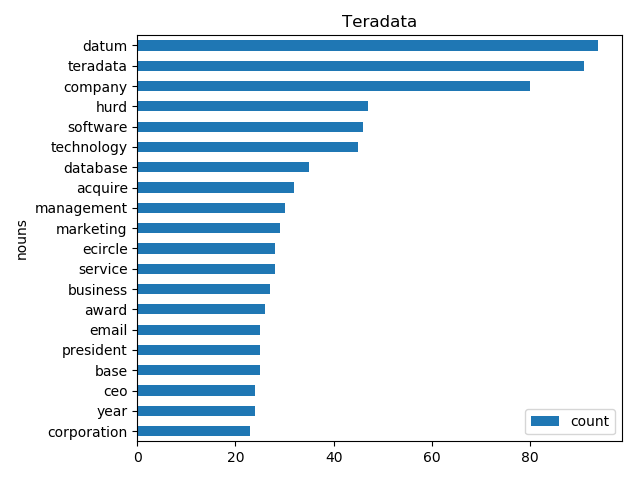 Teradata
datum
teradata
company
hurd
software
technology
database
acquire
management
marketing
ecircle
service
business
award
email
president
base
ceo
year
corporation
nouns
count
0 20 40 60 80